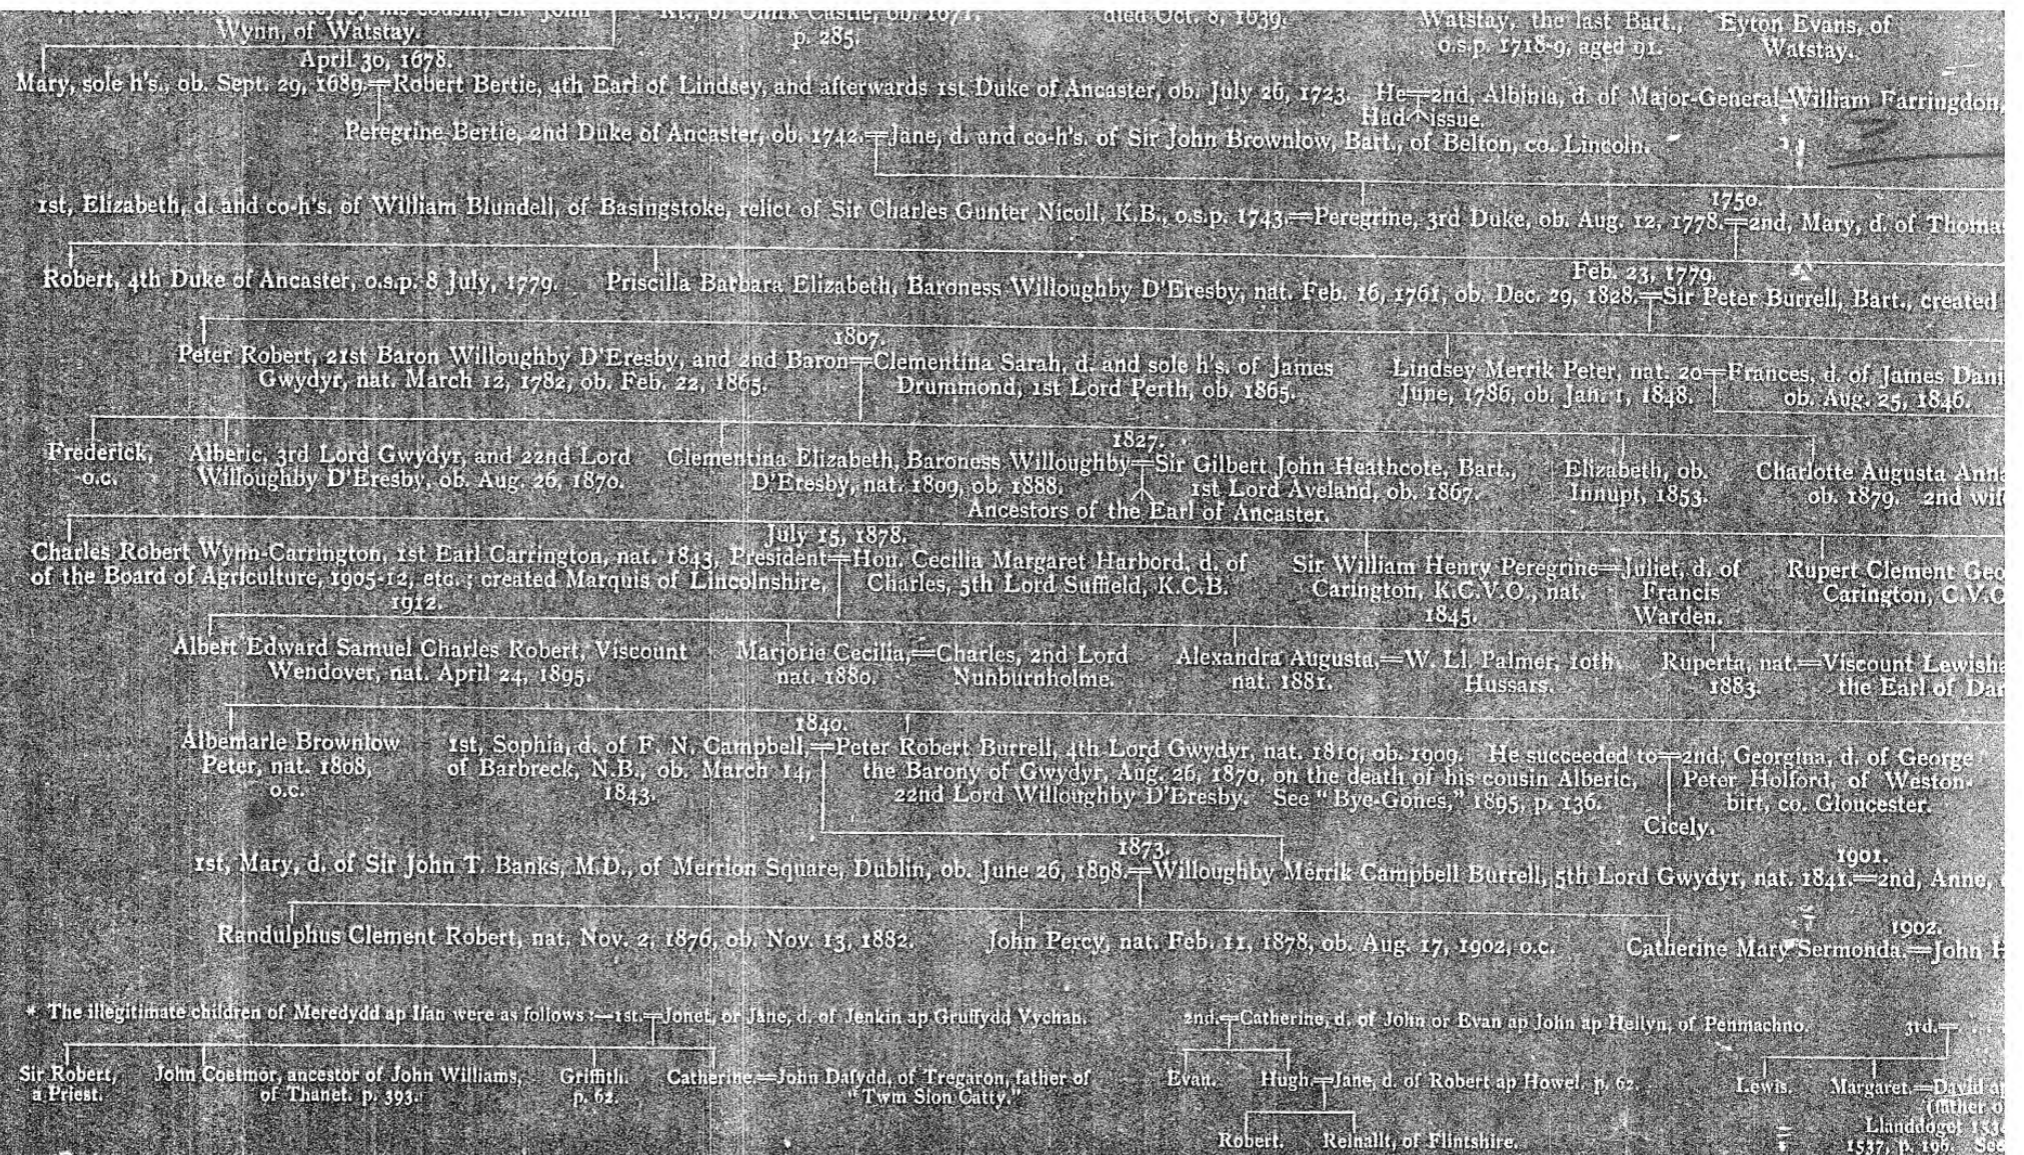 Wynn, of Watstay.
p. 285.
died Oct. 8, 1639.
Watstay, the last Bart.,
o.s.p. 1718-9, aged 91.
Eyton Evans, of
Watstay.
April 30, 1678.
Mary, sole h's., ob. Sept. 29, 1689.=Robert Bertie, 4th Earl of Lindsey, and afterwards 1st Duke of Ancaster, ob. July 26, 1723. He=2nd, Albinia, d. of Major-General William Farringdon,
Had issue.
Peregrine Bertie, 2nd Duke of Ancaster, ob. 1742.=Jane, d. and co-h's. of Sir John Brownlow, Bart., of Belton, co. Lincoln.
1750.
1st, Elizabeth, d. and co-h's. of William Blundell, of Basingstoke, relict of Sir Charles Gunter Nicoll, K.B., o.s.p. 1743.=Peregrine, 3rd Duke, ob. Aug. 12, 1778.=2nd, Mary, d. of Thomas
Feb. 23, 1779.
Robert, 4th Duke of Ancaster, o.s.p. 8 July, 1779. Priscilla Barbara Elizabeth, Baroness Willoughby D'Eresby, nat. Feb. 16, 1761, ob. Dec. 29, 1828.=Sir Peter Burrell, Bart., created
1807.
Peter Robert, 21st Baron Willoughby D'Eresby, and 2nd Baron=Clementina Sarah, d. and sole h's. of James
Gwydyr, nat. March 12, 1782, ob. Feb. 22, 1865. Drummond, 1st Lord Perth, ob. 1865.
Lindsey Merrik Peter, nat. 20=Frances, d. of James Dani
June, 1786, ob. Jan. 1, 1848. ob. Aug. 25, 1846.
Frederick,
o.c.
Alberic, 3rd Lord Gwydyr, and 22nd Lord
Willoughby D'Eresby, ob. Aug. 26, 1870.
1827.
Clementina Elizabeth, Baroness Willoughby=Sir Gilbert John Heathcote, Bart.,
D'Eresby, nat. 1809, ob. 1888. 1st Lord Aveland, ob. 1867.
Ancestors of the Earl of Ancaster.
Elizabeth, ob.
Innupt, 1853.
Charlotte Augusta Anna
ob. 1879. 2nd wife
July 15, 1878.
Charles Robert Wynn-Carrington, 1st Earl Carrington, nat. 1843, President=Hon. Cecilia Margaret Harbord, d. of
of the Board of Agriculture, 1905-12, etc.; created Marquis of Lincolnshire, Charles, 5th Lord Suffield, K.C.B.
1912.
Sir William Henry Peregrine=Juliet, d. of
Carington, K.C.V.O., nat. Francis
1845. Warden.
Rupert Clement Geo
Carington, C.V.O
Albert Edward Samuel Charles Robert, Viscount
Wendover, nat. April 24, 1895.
Marjorie Cecilia,=Charles, 2nd Lord
nat. 1880. Nunburnholme.
Alexandra Augusta,=W. Ll. Palmer, 10th
nat. 1881. Hussars.
Ruperta, nat.=Viscount Lewisha
1883. the Earl of Dar
1840.
Albemarle Brownlow
Peter, nat. 1808,
o.c.
1st, Sophia, d. of F. N. Campbell,=Peter Robert Burrell, 4th Lord Gwydyr, nat. 1810, ob. 1909. He succeeded to=2nd, Georgina, d. of George
of Barbreck, N.B., ob. March 14, the Barony of Gwydyr, Aug. 26, 1870, on the death of his cousin Alberic, Peter Holford, of Weston-
1843. 22nd Lord Willoughby D'Eresby. See "Bye-Gones," 1895, p. 136. birt, co. Gloucester.
Cicely.
1873. 1901.
1st, Mary, d. of Sir John T. Banks, M.D., of Merrion Square, Dublin, ob. June 26, 1898.=Willoughby Merrik Campbell Burrell, 5th Lord Gwydyr, nat. 1841.=2nd, Anne,
1902.
Randulphus Clement Robert, nat. Nov. 2, 1876, ob. Nov. 13, 1882. John Percy, nat. Feb. 11, 1878, ob. Aug. 17, 1902, o.c. Catherine Mary Sermonda.=John H
* The illegitimate children of Meredydd ap Ifan were as follows:—1st.=Jonet, or Jane, d. of Jenkin ap Gruffydd Vychan. 2nd.=Catherine, d. of John or Evan ap John ap Hellyn, of Penmachno. 3rd.=
Sir Robert,
a Priest.
John Coetmor, ancestor of John Williams,
of Thanet. p. 393.
Griffith.
p. 62.
Catherine.=John Dafydd, of Tregaron, father of
"Twm Sion Catty."
Evan. Hugh.=Jane, d. of Robert ap Howel. p. 62.
Lewis. Margaret.=David a
(father o
Llanddoget 153
1537, p. 196. See
Robert. Reinallt, of Flintshire.